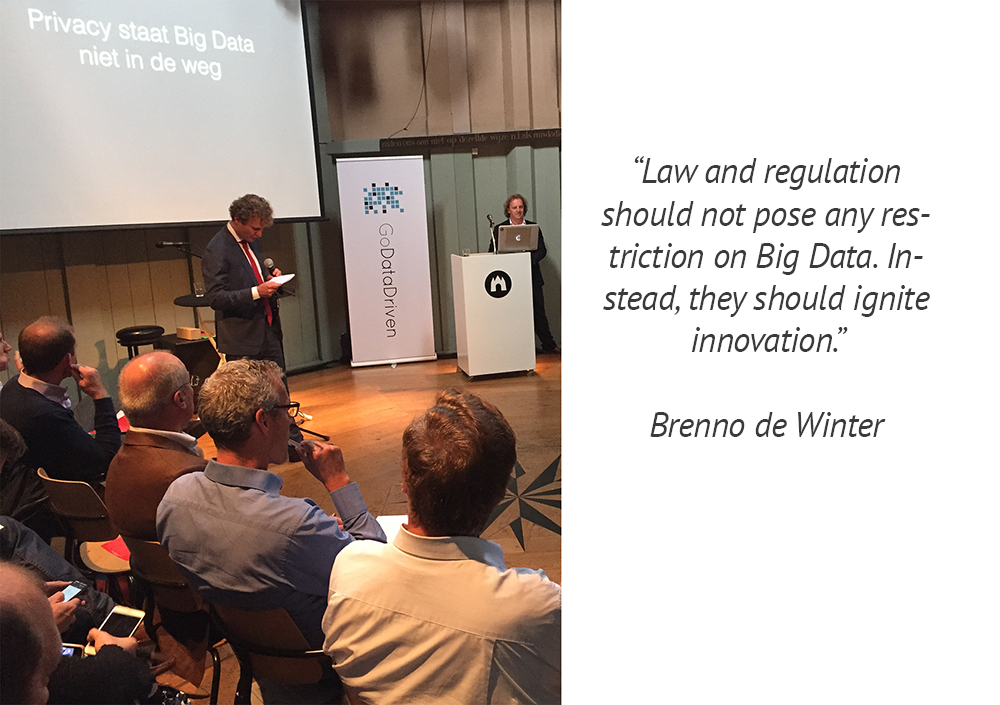 Privacy staat Big Data
niet in de weg
GoDataDriven
“Law and regulation
should not pose any res-
triction on Big Data. In-
stead, they should ignite
innovation.”
Brenno de Winter